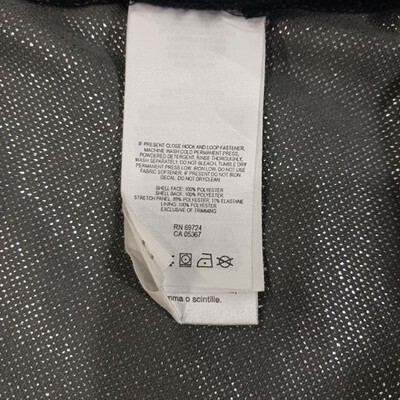 IF PRESENT CLOSE HOOK AND LOOP FASTENER,
MACHINE WASH COLD PERMANENT PRESS,
POWDERED DETERGENT. RINSE THOROUGHLY,
WASH SEPARATELY. DO NOT BLEACH, TUMBLE DRY
PERMANENT PRESS LOW. IRON LOW. DO NOT USE
FABRIC SOFTENER. IF PRESENT DO NOT IRON
DECAL. DO NOT DRYCLEAN.
SHELL FACE: 100% POLYESTER
SHELL BACK: 100% POLYESTER
STRETCH PANEL: 89% POLYESTER, 11% ELASTANE
LINING: 100% POLYESTER
EXCLUSIVE OF TRIMMING
RN 69724
CA 05367
mma o scintille.